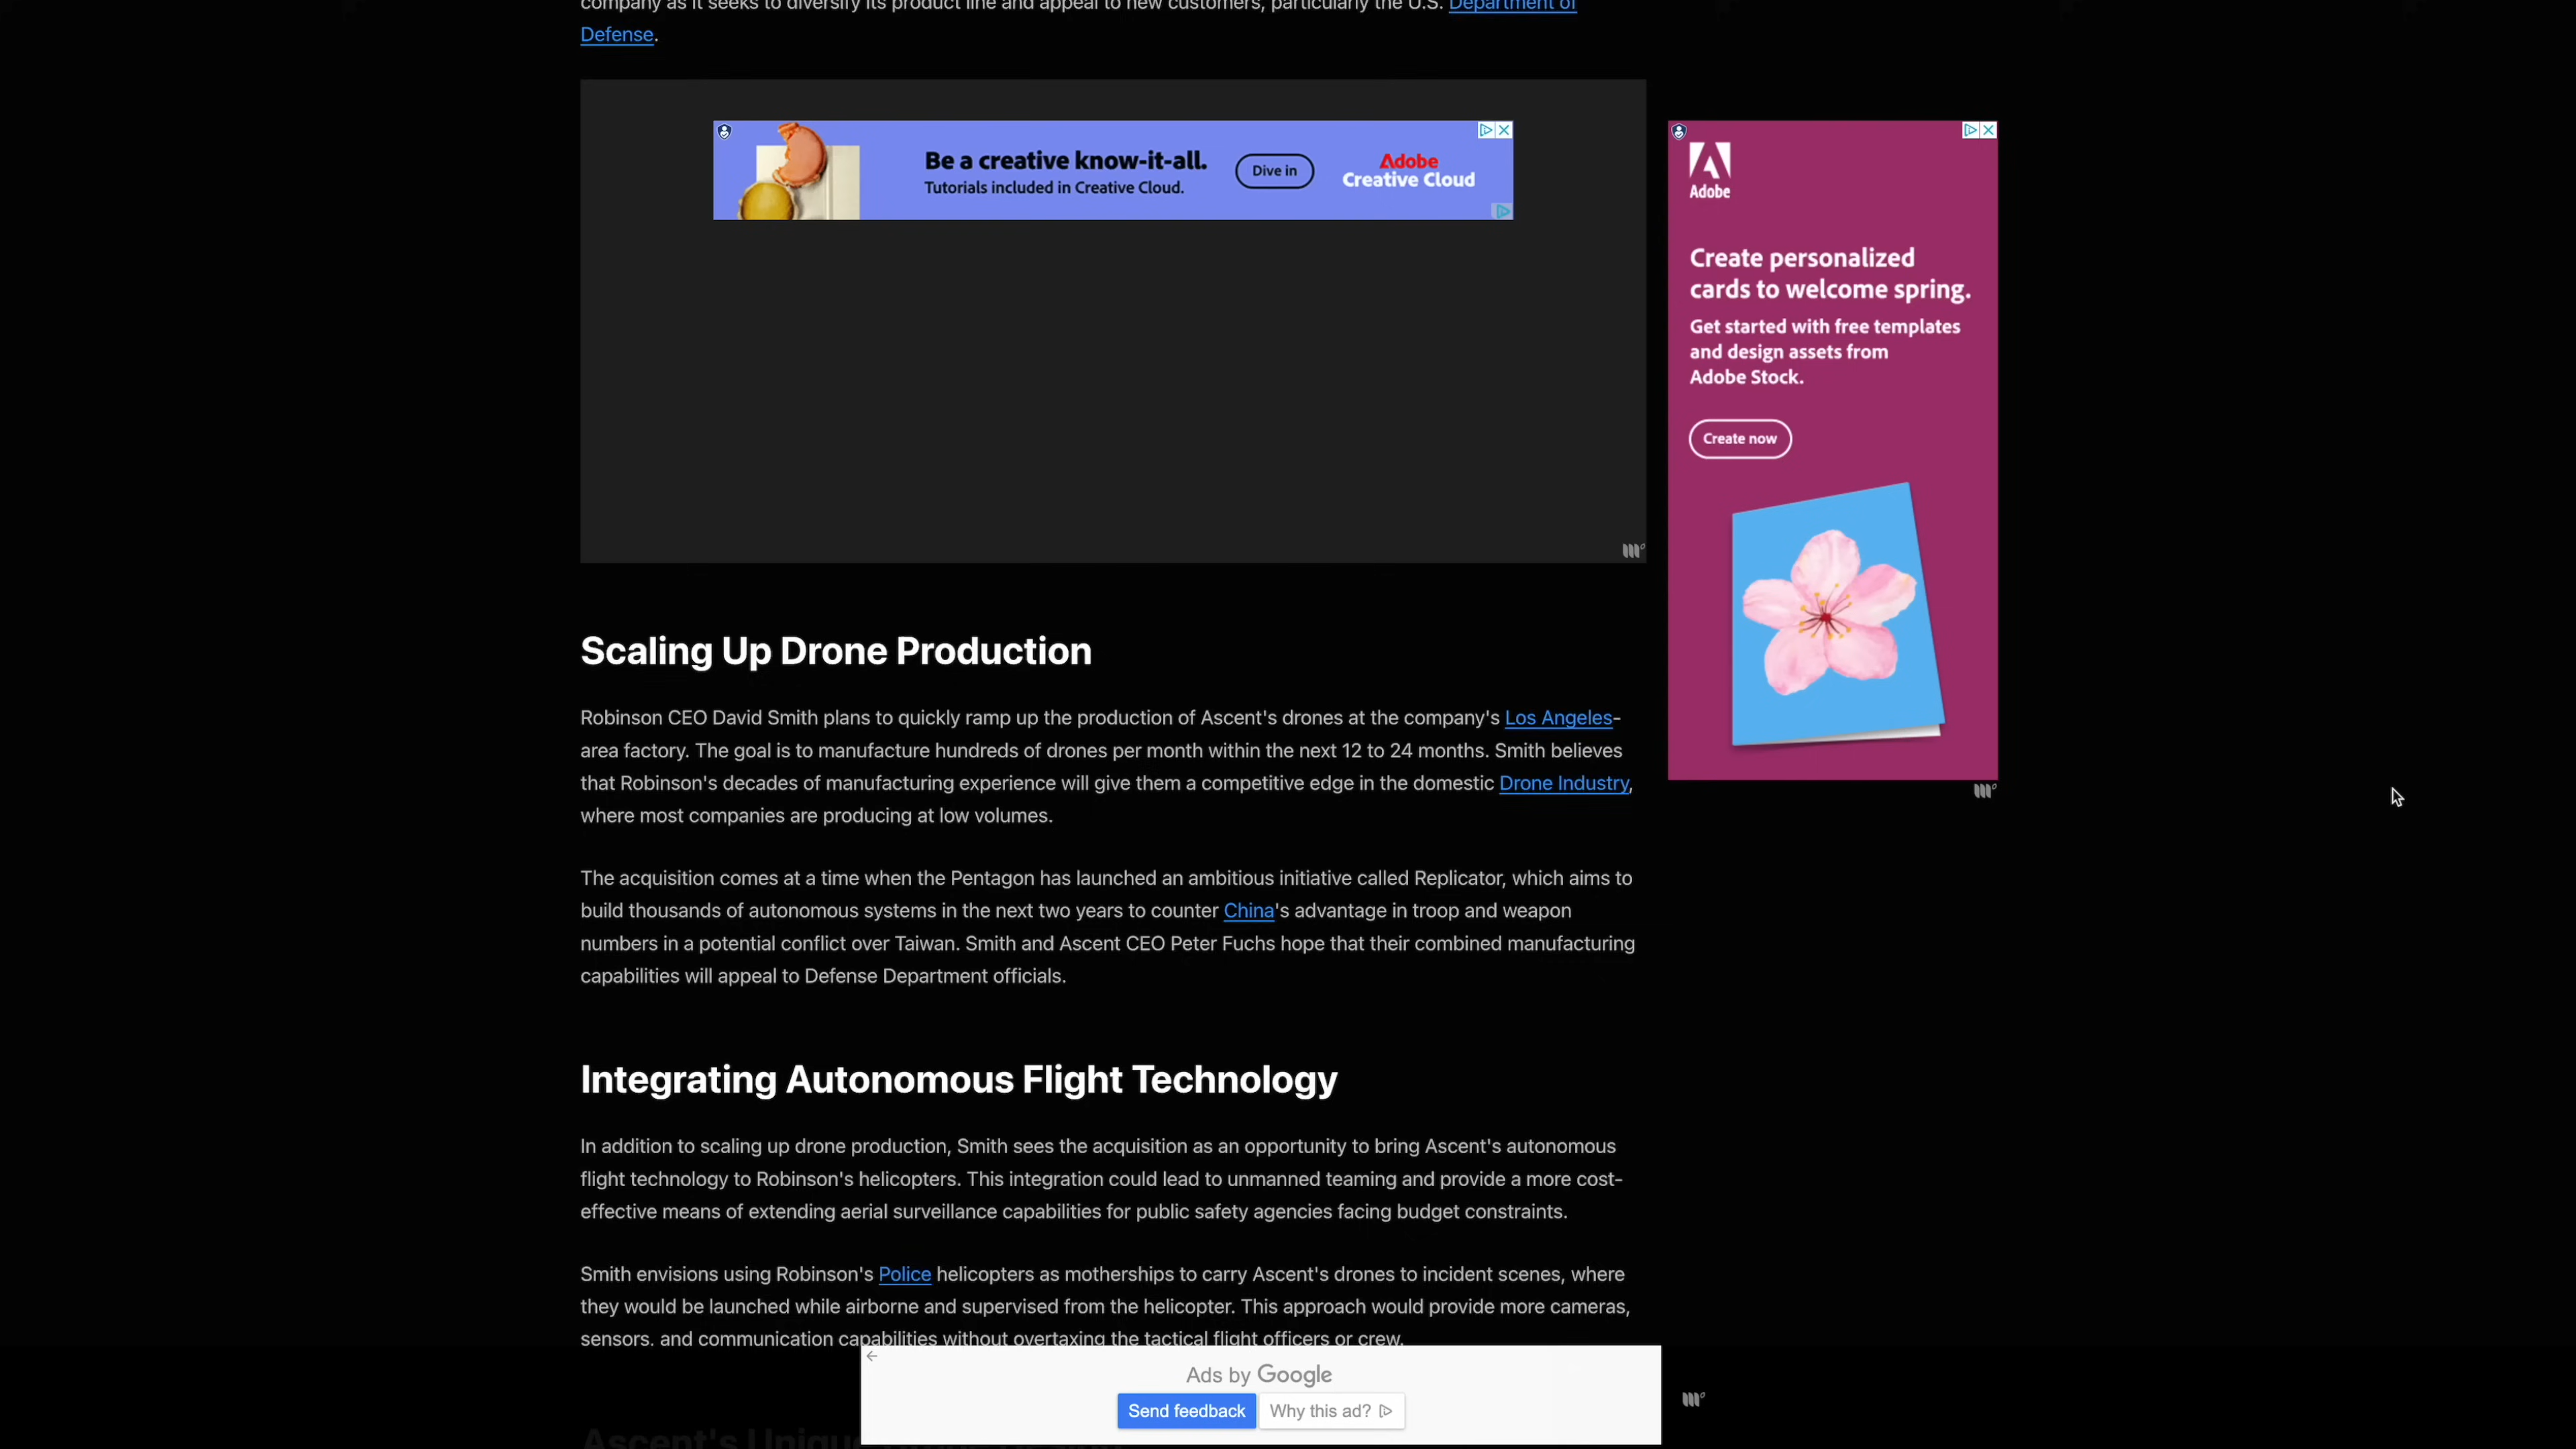 company as it seeks to diversify its product line and appeal to new customers, particularly the U.S. Department of
Defense.
Be a creative know-it-all.
Tutorials included in Creative Cloud.
Dive in
Adobe
Creative Cloud
Adobe
Create personalized
cards to welcome spring.
Get started with free templates
and design assets from
Adobe Stock.
Create now
Scaling Up Drone Production
Robinson CEO David Smith plans to quickly ramp up the production of Ascent's drones at the company's Los Angeles-
area factory. The goal is to manufacture hundreds of drones per month within the next 12 to 24 months. Smith believes
that Robinson's decades of manufacturing experience will give them a competitive edge in the domestic Drone Industry,
where most companies are producing at low volumes.
The acquisition comes at a time when the Pentagon has launched an ambitious initiative called Replicator, which aims to
build thousands of autonomous systems in the next two years to counter China's advantage in troop and weapon
numbers in a potential conflict over Taiwan. Smith and Ascent CEO Peter Fuchs hope that their combined manufacturing
capabilities will appeal to Defense Department officials.
Integrating Autonomous Flight Technology
In addition to scaling up drone production, Smith sees the acquisition as an opportunity to bring Ascent's autonomous
flight technology to Robinson's helicopters. This integration could lead to unmanned teaming and provide a more cost-
effective means of extending aerial surveillance capabilities for public safety agencies facing budget constraints.
Smith envisions using Robinson's Police helicopters as motherships to carry Ascent's drones to incident scenes, where
they would be launched while airborne and supervised from the helicopter. This approach would provide more cameras,
sensors, and communication capabilities without overtaxing the tactical flight officers or crew.
Ads by Google
Send feedback
Why this ad?
Ascent's Unique